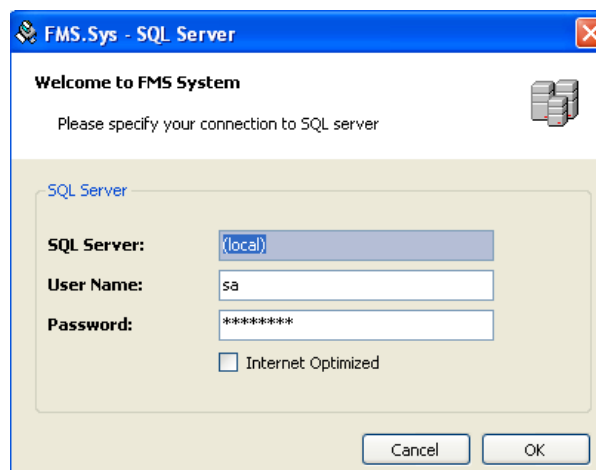 FMS.Sys - SQL Server
Welcome to FMS System
Please specify your connection to SQL server
SQL Server
SQL Server: (local)
User Name: sa
Password: ********
Internet Optimized
Cancel OK